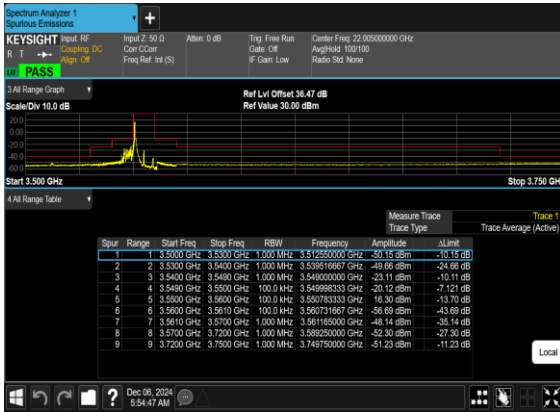 Spectrum Analyzer 1
Spurious Emissions
+
KEYSIGHT Input: RF Input Z: 50 Ω Atten: 0 dB Trig: Free Run Center Freq: 22.005000000 GHz
R T Coupling: DC Corr CCorr Gate: Off Avg|Hold: 100/100
Align: Off Freq Ref: Int (S) IF Gain: Low Radio Std: None
PASS
3 All Range Graph
Ref Lvl Offset 36.47 dB
Scale/Div 10.0 dB Ref Value 30.00 dBm
20.0
0.00
-20.0
-40.0
-60.0
Start 3.500 GHz Stop 3.750 GH
4 All Range Table
Measure Trace Trace 1
Trace Type Trace Average (Active)
Spur Range Start Freq Stop Freq RBW Frequency Amplitude ΔLimit
1 1 3.5000 GHz 3.5300 GHz 1.000 MHz 3.512550000 GHz -50.15 dBm -10.15 dB
2 2 3.5300 GHz 3.5400 GHz 1.000 MHz 3.539516667 GHz -49.66 dBm -24.66 dB
3 3 3.5400 GHz 3.5490 GHz 1.000 MHz 3.549000000 GHz -23.11 dBm -10.11 dB
4 4 3.5490 GHz 3.5500 GHz 100.0 kHz 3.549998333 GHz -20.12 dBm -7.121 dB
5 5 3.5500 GHz 3.5600 GHz 100.0 kHz 3.550783333 GHz 16.30 dBm -13.70 dB
6 6 3.5600 GHz 3.5610 GHz 100.0 kHz 3.560731667 GHz -56.69 dBm -43.69 dB
7 7 3.5610 GHz 3.5700 GHz 1.000 MHz 3.561165000 GHz -48.14 dBm -35.14 dB
8 8 3.5700 GHz 3.7200 GHz 1.000 MHz 3.589250000 GHz -52.30 dBm -27.30 dB
9 9 3.7200 GHz 3.7500 GHz 1.000 MHz 3.749750000 GHz -51.23 dBm -11.23 dB
Local
? Dec 06, 2024
5:54:47 AM